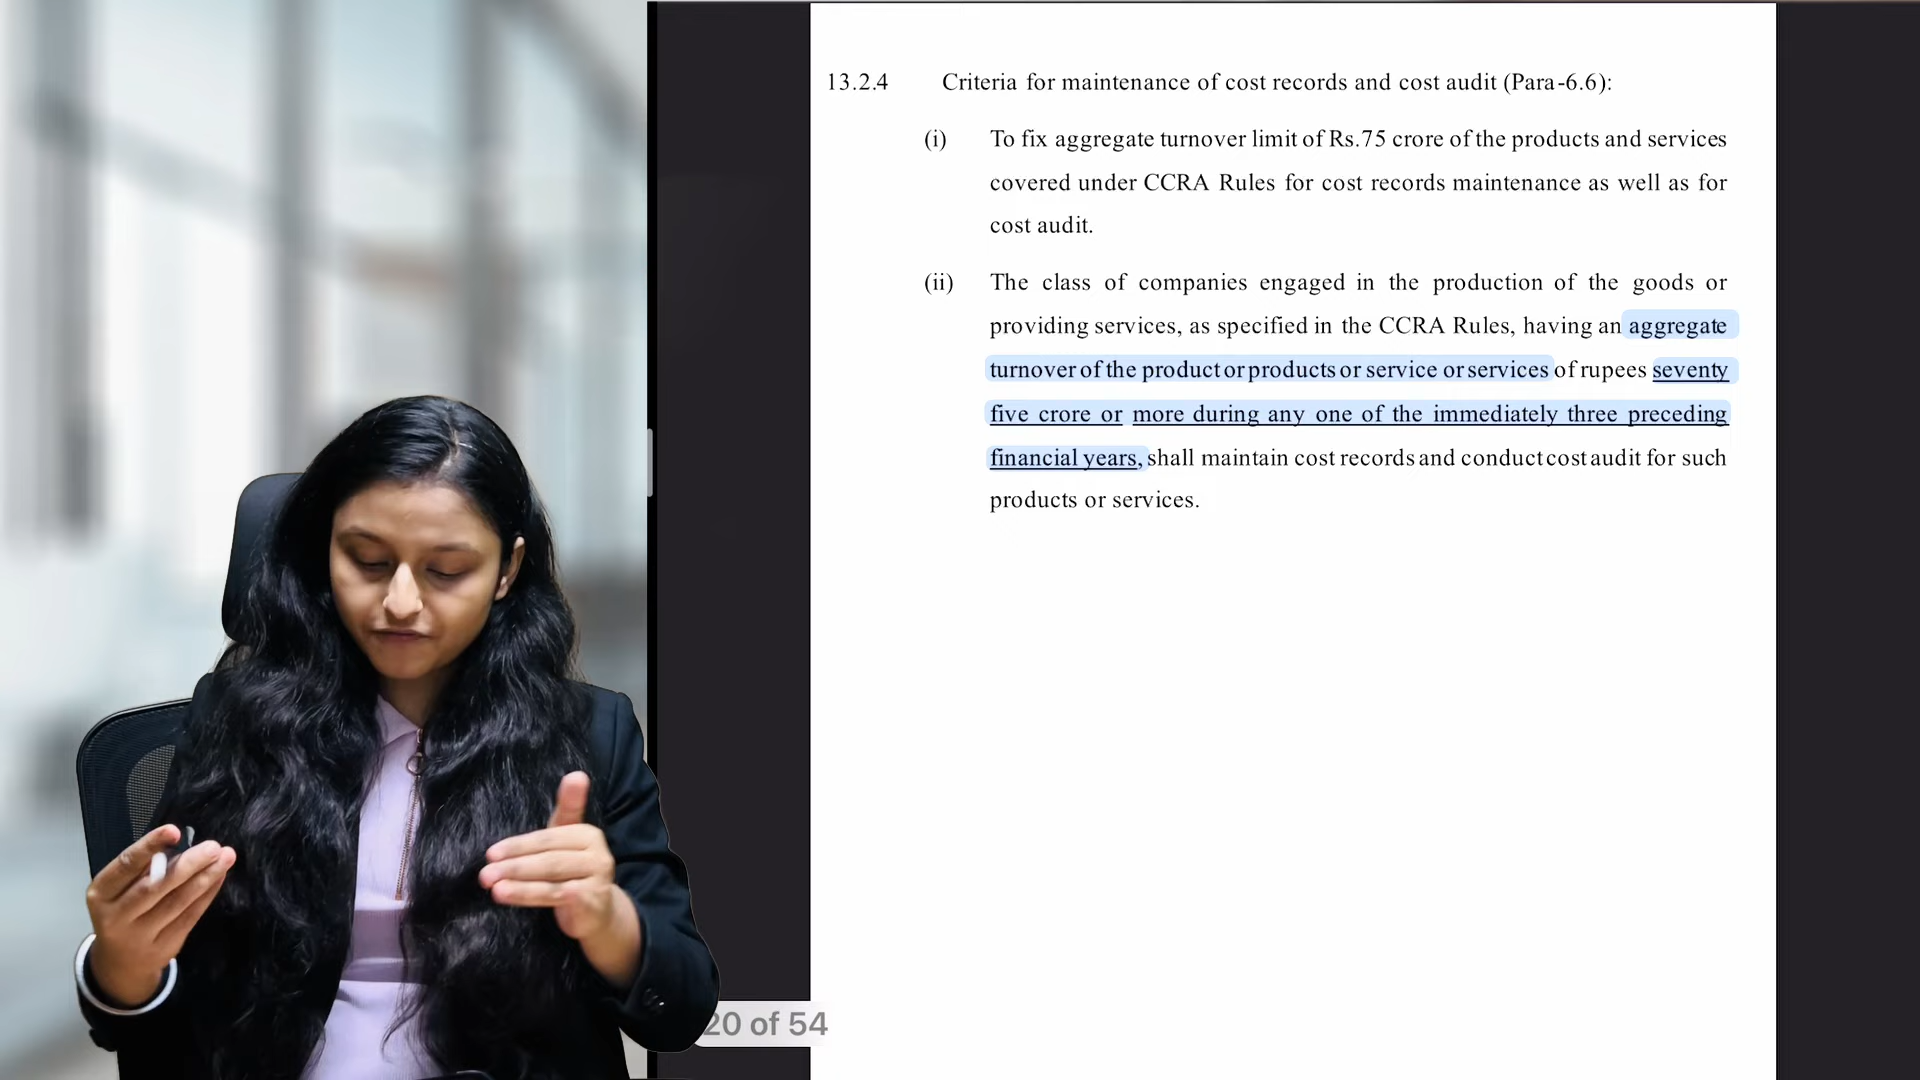 13.2.4 Criteria for maintenance of cost records and cost audit (Para-6.6):
(i) To fix aggregate turnover limit of Rs.75 crore of the products and services
covered under CCRA Rules for cost records maintenance as well as for
cost audit.
(ii) The class of companies engaged in the production of the goods or
providing services, as specified in the CCRA Rules, having an aggregate
turnover of the product or products or service or services of rupees seventy
five crore or more during any one of the immediately three preceding
financial years, shall maintain cost records and conduct cost audit for such
products or services.
20 of 54